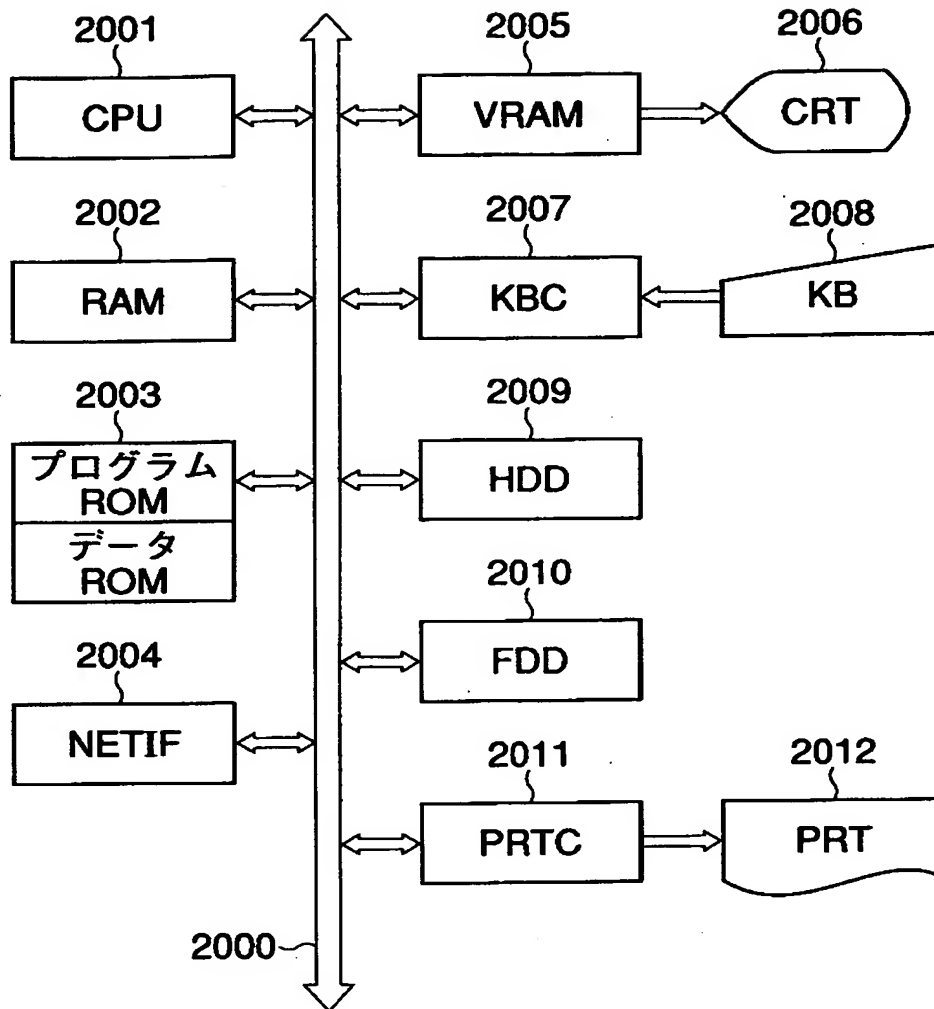 2001
CPU
2005
VRAM
2006
CRT
2002
RAM
2007
KBC
2008
KB
2003
プログラム
ROM
データ
ROM
2009
HDD
2010
FDD
2004
NETIF
2011
PRTC
2012
PRT
2000